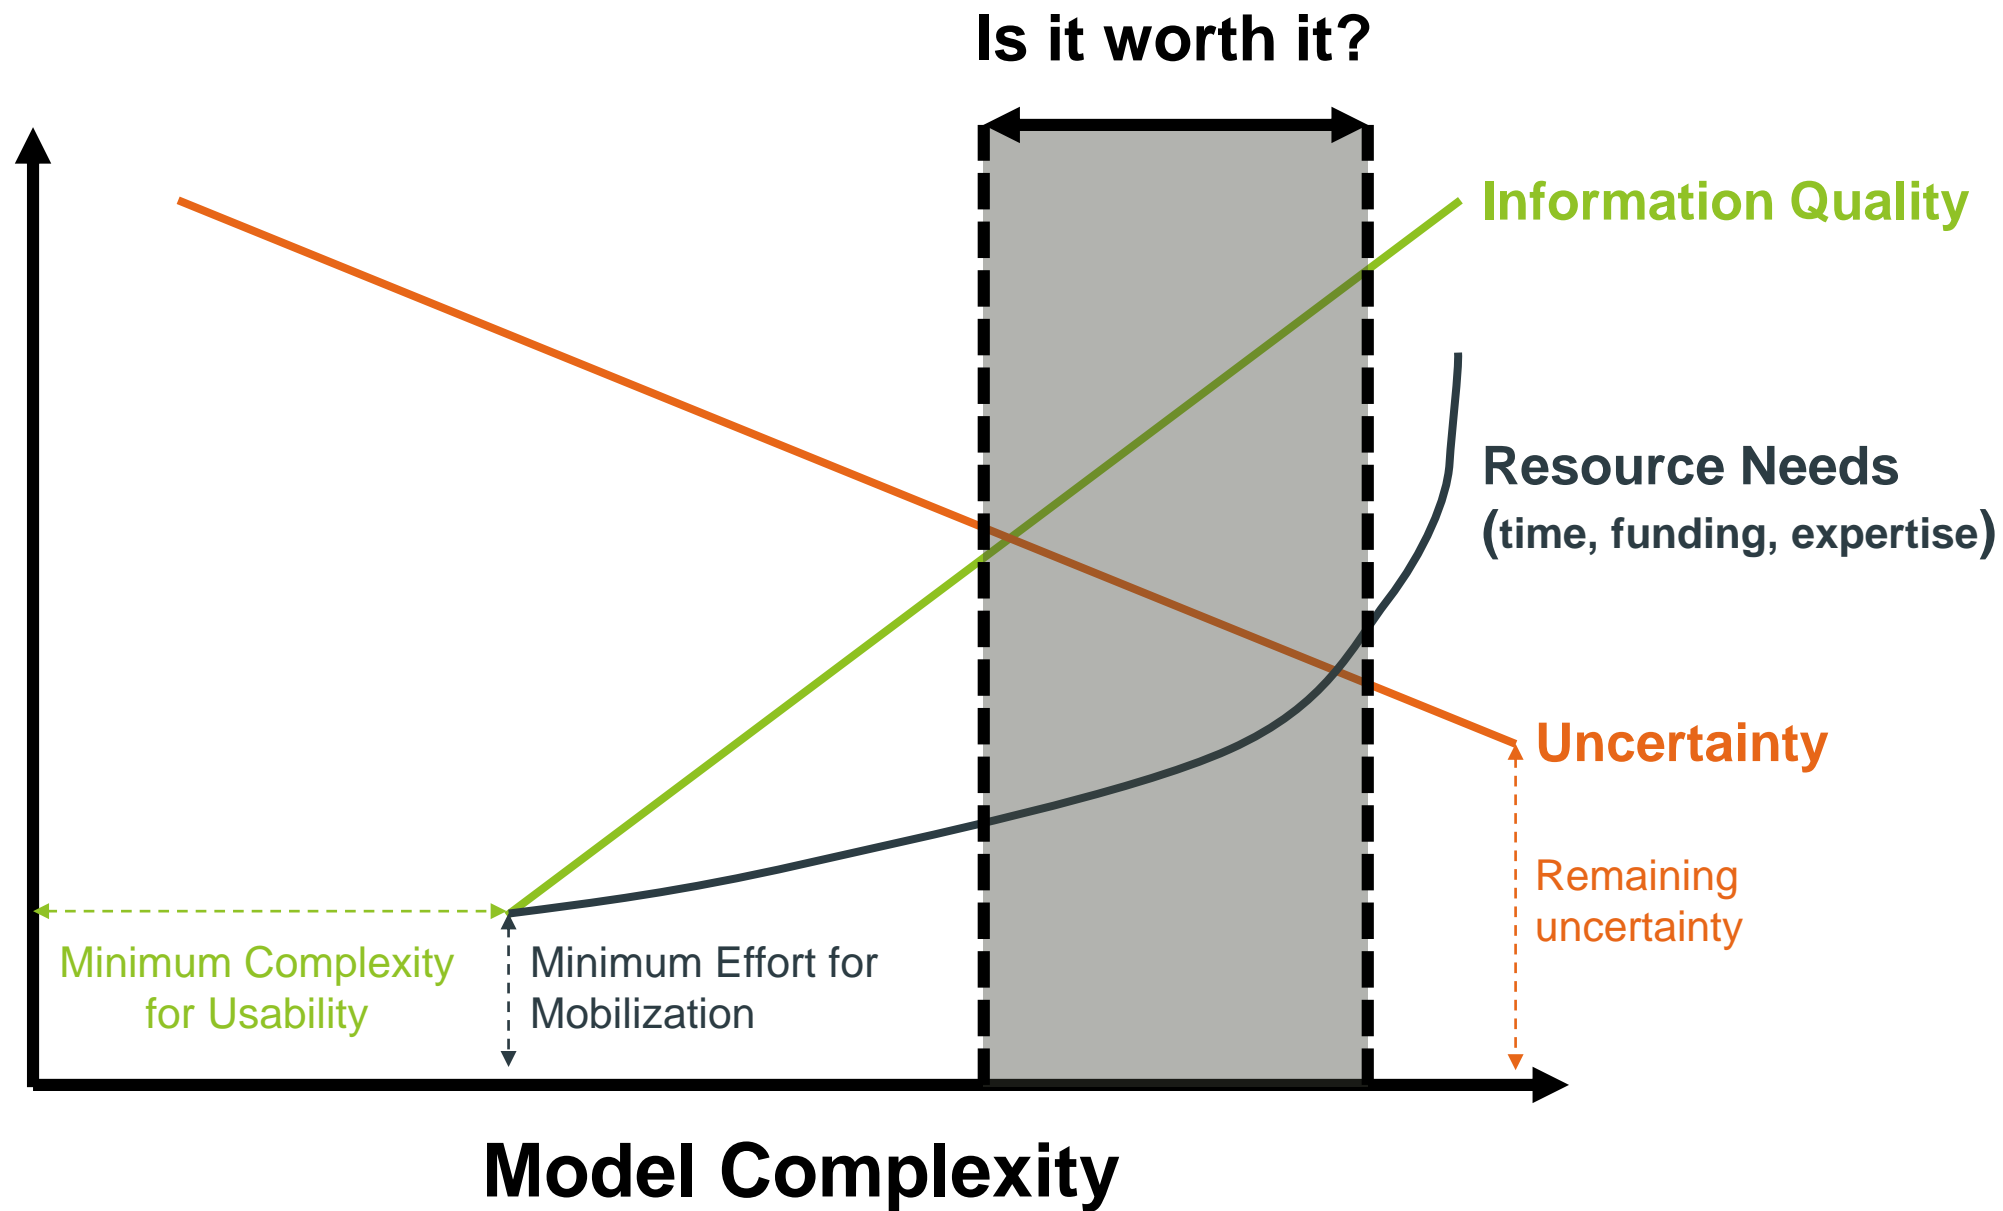 Is it worth it?
Information Quality
Resource Needs
(time, funding, expertise)
Uncertainty
Remaining
uncertainty
Minimum Complexity
for Usability
Minimum Effort for
Mobilization
Model Complexity